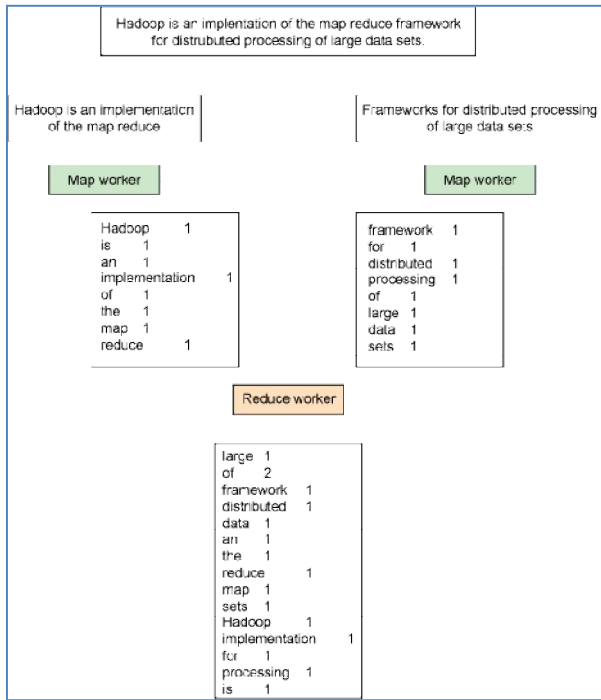 Hadoop is an implentation of the map reduce framework
for distrubuted processing of large data sets.
Hadoop is an implementation
of the map reduce
Frameworks for distributed processing
of large data sets
Map worker
Map worker
Hadoop 1
is 1
an 1
implementation 1
of 1
the 1
map 1
reduce 1
framework 1
for 1
distributed 1
processing 1
of 1
large 1
data 1
sets 1
Reduce worker
large 1
of 2
framework 1
distributed 1
data 1
an 1
the 1
reduce 1
map 1
sets 1
Hadoop 1
implementation 1
for 1
processing 1
is 1